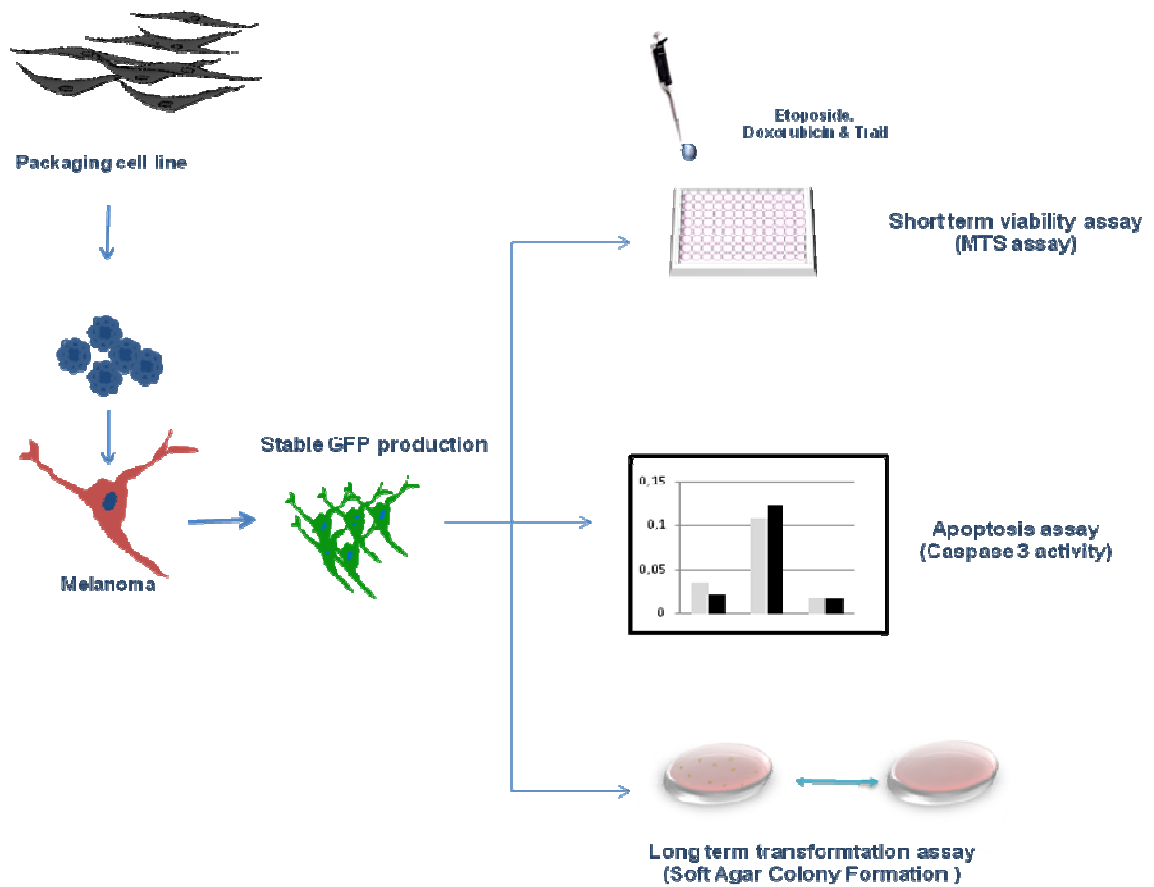 Packaging cell line
Etoposide,
Doxorubicin & Trail
Short term viability assay
(MTS assay)
Stable GFP production
Melanoma
0,15
0,1
0,05
0
Apoptosis assay
(Caspase 3 activity)
Long term transformtation assay
(Soft Agar Colony Formation )